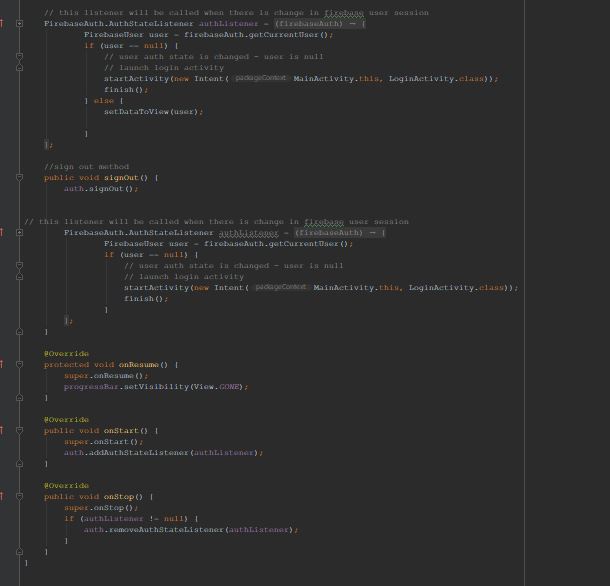 // this listener will be called when there is change in firebase user session
FirebaseAuth.AuthStateListener authListener = (firebaseAuth) → {
FirebaseUser user = firebaseAuth.getCurrentUser();
if (user == null) {
// user auth state is changed - user is null
// launch login activity
startActivity(new Intent( packageContext: MainActivity.this, LoginActivity.class));
finish();
} else {
setDataToView(user);
}
};
//sign out method
public void signOut() {
auth.signOut();
// this listener will be called when there is change in firebase user session
FirebaseAuth.AuthStateListener authListener = (firebaseAuth) → {
FirebaseUser user = firebaseAuth.getCurrentUser();
if (user == null) {
// user auth state is changed - user is null
// launch login activity
startActivity(new Intent( packageContext: MainActivity.this, LoginActivity.class));
finish();
}
};
}
@Override
protected void onResume() {
super.onResume();
progressBar.setVisibility(View.GONE);
}
@Override
public void onStart() {
super.onStart();
auth.addAuthStateListener(authListener);
}
@Override
public void onStop() {
super.onStop();
if (authListener != null) {
auth.removeAuthStateListener(authListener);
}
}
}